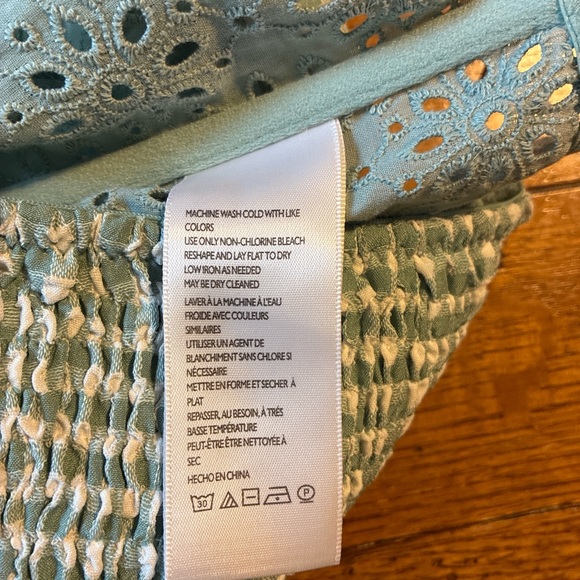 MACHINE WASH COLD WITH LIKE
COLORS
USE ONLY NON-CHLORINE BLEACH
RESHAPE AND LAY FLAT TO DRY
LOW IRON AS NEEDED
MAY BE DRY CLEANED
LAVER À LA MACHINE À L'EAU
FROIDE AVEC COULEURS
SIMILAIRES
UTILISER UN AGENT DE
BLANCHIMENT SANS CHLORE SI
NÉCESSAIRE
METTRE EN FORME ET SECHER À
PLAT
REPASSER, AU BESOIN, À TRÉS
BASSE TEMPÉRATURE
PEUT-ÊTRE ÊTRE NETTOYÉE À
SEC
HECHO EN CHINA
30 P